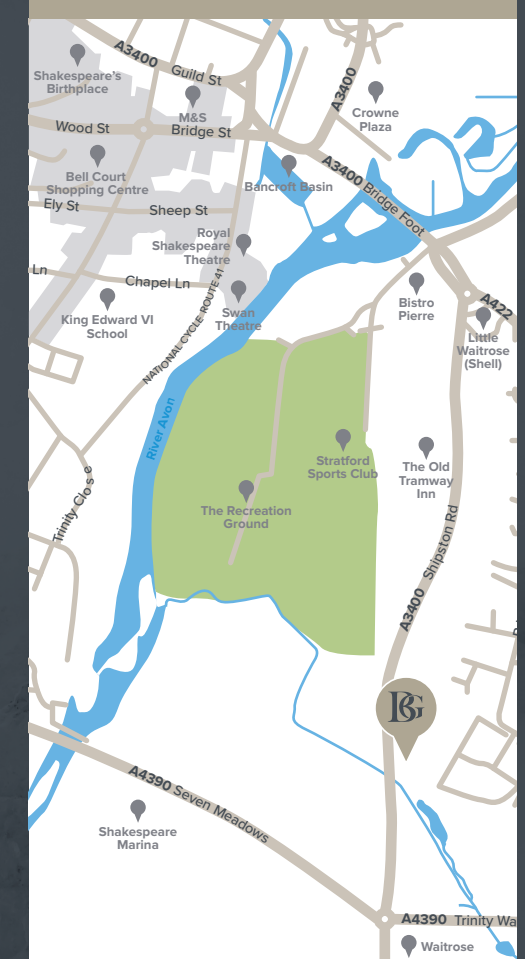 A3400
Guild St
Shakespeare's
Birthplace
M&S
A3400
Crowne
Plaza
Wood St
Bridge St
Bell Court
Shopping Centre
Bancroft Basin
A3400 Bridge Foot
Ely St
Sheep St
Royal
Shakespeare
Theatre
Ln
Chapel Ln
NATIONAL CYCLE ROUTE 41
King Edward VI
School
Swan
Theatre
Bistro
Pierre
A422
Little
Waitrose
(Shell)
River Avon
Stratford
Sports Club
The Old
Tramway
Inn
Trinity Close
The Recreation
Ground
A3400 Shipston Rd
BG
A4390 Seven Meadows
Shakespeare
Marina
A4390 Trinity Wa
Waitrose